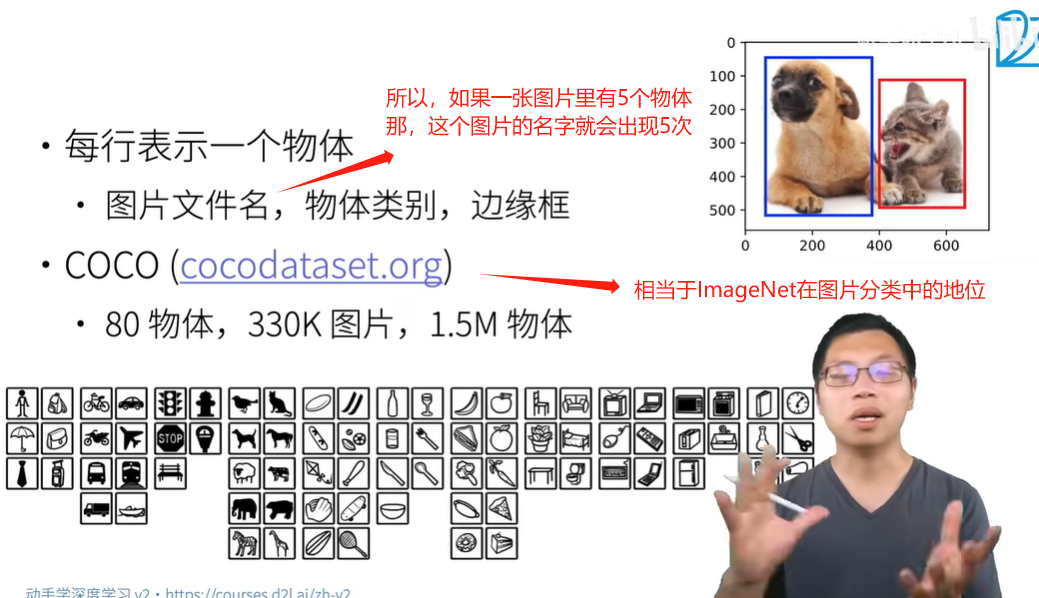 0
100
200
300
400
500
0 200 400 600
所以，如果一张图片里有5个物体
那，这个图片的名字就会出现5次
• 每行表示一个物体
• 图片文件名，物体类别，边缘框
• COCO (cocodataset.org)
相当于ImageNet在图片分类中的地位
• 80 物体，330K 图片，1.5M 物体
STOP
动手学深度学习 v2 • https://courses.d2l.ai/zh-v2